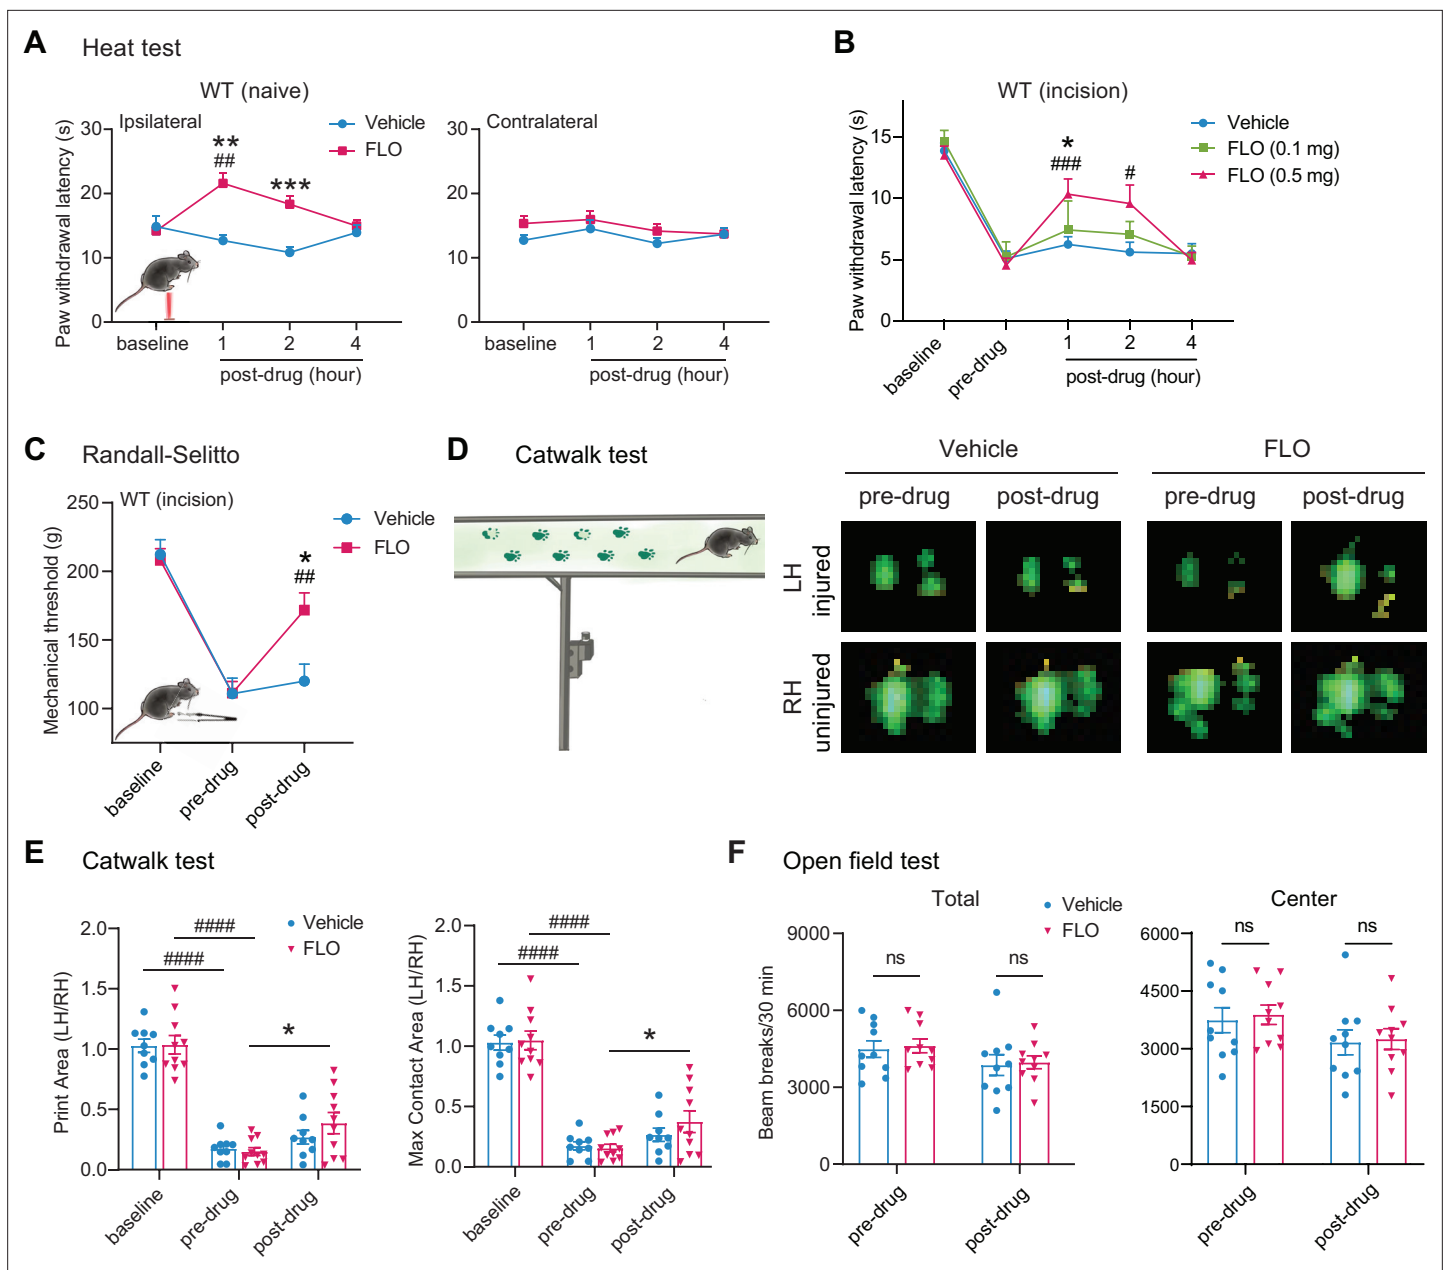 A Heat test
WT (naive)
Paw withdrawal latency (s)
Ipsilateral
Vehicle
FLO
30
20
10
0
**
##
***
baseline 1 2 4
post-drug (hour)
Contralateral
30
20
10
0
baseline 1 2 4
post-drug (hour)
B
WT (incision)
Paw withdrawal latency (s)
Vehicle
FLO (0.1 mg)
FLO (0.5 mg)
15
10
5
0
*
###
#
baseline pre-drug 1 2 4
post-drug (hour)
C Randall-Selitto
WT (incision)
Mechanical threshold (g)
250
200
150
100
Vehicle
FLO
*
##
baseline pre-drug post-drug
D Catwalk test
Vehicle FLO
pre-drug post-drug pre-drug post-drug
LH
injured
RH
uninjured
E Catwalk test
Print Area (LH/RH)
2.0
1.5
1.0
0.5
0.0
Vehicle
FLO
####
####
*
baseline pre-drug post-drug
Max Contact Area (LH/RH)
2.0
1.5
1.0
0.5
0.0
####
####
*
baseline pre-drug post-drug
F Open field test
Total
Vehicle
FLO
Beam breaks/30 min
9000
6000
3000
0
ns ns
pre-drug post-drug
Center
6000
4500
3000
1500
0
ns ns
pre-drug post-drug